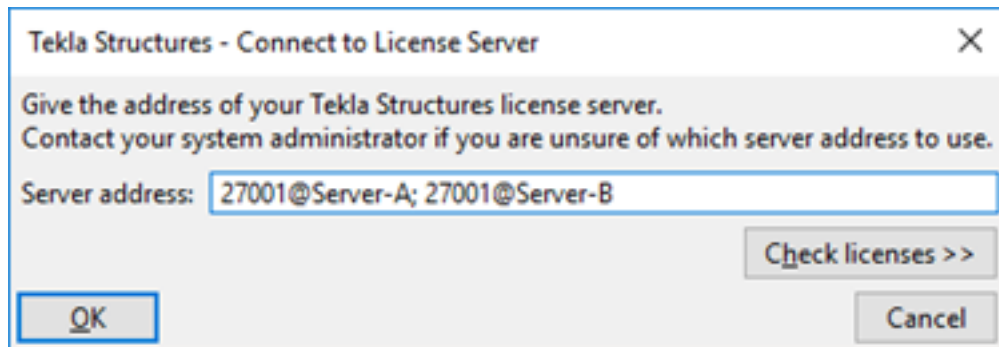 Tekla Structures - Connect to License Server
Give the address of your Tekla Structures license server.
Contact your system administrator if you are unsure of which server address to use.
Server address: 27001@Server-A; 27001@Server-B
Check licenses >>
OK Cancel